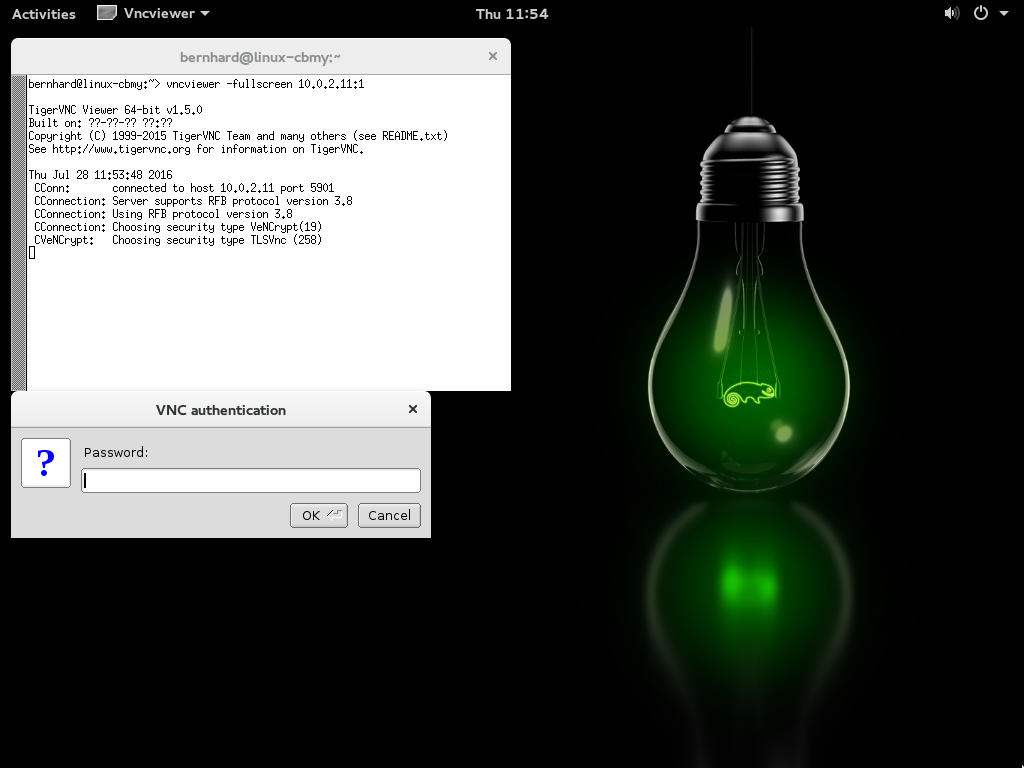 Activities Vncviewer Thu 11:54
bernhard@linux-cbmy:~
bernhard@linux-cbmy:~> vncviewer -fullscreen 10.0.2.11:1
TigerVNC Viewer 64-bit v1.5.0
Built on: ??-??-?? ??:??
Copyright (C) 1999-2015 TigerVNC Team and many others (see README.txt)
See http://www.tigervnc.org for information on TigerVNC.
Thu Jul 28 11:53:48 2016
CConn: connected to host 10.0.2.11 port 5901
CConnection: Server supports RFB protocol version 3.8
CConnection: Using RFB protocol version 3.8
CConnection: Choosing security type VeNCrypt(19)
CVeNCrypt: Choosing security type TLSVnc (258)
VNC authentication
?
Password:
OK Cancel